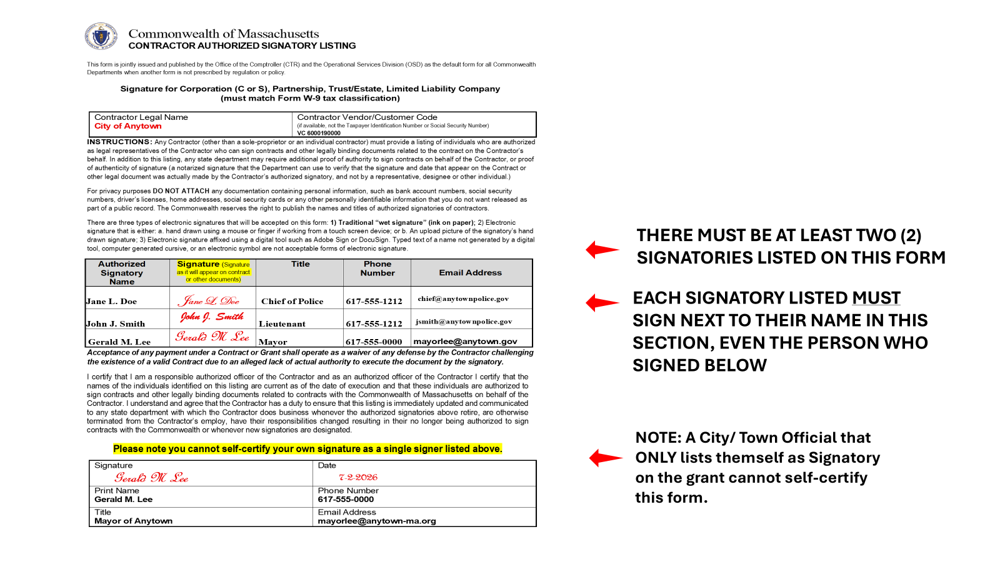 Commonwealth of Massachusetts
CONTRACTOR AUTHORIZED SIGNATORY LISTING
This form is jointly issued and published by the Office of the Comptroller (CTR) and the Operational Services Division (OSD) as the default form for all Commonwealth
Departments when another form is not prescribed by regulation or policy.
Signature for Corporation (C or S), Partnership, Trust/Estate, Limited Liability Company
(must match Form W-9 tax classification)
Contractor Legal Name
City of Anytown
Contractor Vendor/Customer Code
(if available, not the Taxpayer Identification Number or Social Security Number)
VC 6000190000
INSTRUCTIONS: Any Contractor (other than a sole-proprietor or an individual contractor) must provide a listing of individuals who are authorized
as legal representatives of the Contractor who can sign contracts and other legally binding documents related to the contract on the Contractor's
behalf. In addition to this listing, any state department may require additional proof of authority to sign contracts on behalf of the Contractor, or proof
of authenticity of signature (a notarized signature that the Department can use to verify that the signature and date that appear on the Contract or
other legal document was actually made by the Contractor's authorized signatory, and not by a representative, designee or other individual.)
For privacy purposes DO NOT ATTACH any documentation containing personal information, such as bank account numbers, social security
numbers, driver's licenses, home addresses, social security cards or any other personally identifiable information that you do not want released as
part of a public record. The Commonwealth reserves the right to publish the names and titles of authorized signatories of contractors.
There are three types of electronic signatures that will be accepted on this form: 1) Traditional "wet signature" (ink on paper); 2) Electronic
signature that is either: a. hand drawn using a mouse or finger if working from a touch screen device; or b. An upload picture of the signatory's hand
drawn signature; 3) Electronic signature affixed using a digital tool such as Adobe Sign or DocuSign. Typed text of a name not generated by a digital
tool, computer generated cursive, or an electronic symbol are not acceptable forms of electronic signature.
Authorized
Signatory
Name
Signature (Signature
as it will appear on contract
or other documents)
Title
Phone
Number
Email Address
Jane L. Doe Jane L. Doe Chief of Police 617-555-1212 chief@anytownpolice.gov
John J. Smith John J. Smith Lieutenant 617-555-1212 jsmith@anytownpolice.gov
Gerald M. Lee Gerald M Lee Mayor 617-555-0000 mayorlee@anytown.gov
Acceptance of any payment under a Contract or Grant shall operate as a waiver of any defense by the Contractor challenging
the existence of a valid Contract due to an alleged lack of actual authority to execute the document by the signatory.
I certify that I am a responsible authorized officer of the Contractor and as an authorized officer of the Contractor I certify that the
names of the individuals identified on this listing are current as of the date of execution and that these individuals are authorized to
sign contracts and other legally binding documents related to contracts with the Commonwealth of Massachusetts on behalf of the
Contractor. I understand and agree that the Contractor has a duty to ensure that this listing is immediately updated and communicated
to any state department with which the Contractor does business whenever the authorized signatories above retire, are otherwise
terminated from the Contractor's employ, have their responsibilities changed resulting in their no longer being authorized to sign
contracts with the Commonwealth or whenever new signatories are designated.
Please note you cannot self-certify your own signature as a single signer listed above.
Signature
Gerald M Lee
Date
7-2-2026
Print Name
Gerald M. Lee
Phone Number
617-555-0000
Title
Mayor of Anytown
Email Address
mayorlee@anytown-ma.org
THERE MUST BE AT LEAST TWO (2)
SIGNATORIES LISTED ON THIS FORM
EACH SIGNATORY LISTED MUST
SIGN NEXT TO THEIR NAME IN THIS
SECTION, EVEN THE PERSON WHO
SIGNED BELOW
NOTE: A City/ Town Official that
ONLY lists themself as Signatory
on the grant cannot self-certify
this form.